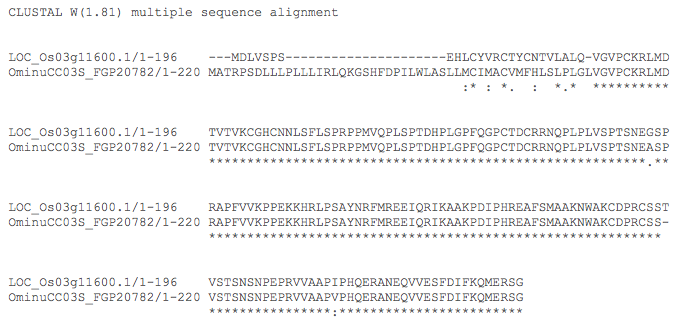 CLUSTAL W(1.81) multiple sequence alignment
LOC_Os03g11600.1/1-196 ---MDLVSPS---------------------EHLCYVRCTYCNTVLALQ-VGVPCKRLMD
OminuCC03S_FGP20782/1-220 MATRPSDLLLPLLLIRLQKGSHFDPILWLASLLMCIMACVMFHLSLPLGLVGVPCKRLMD
:* : *.  :  *.*  **********
LOC_Os03g11600.1/1-196 TVTVKCGHCNNLSFLSPRPPMVQPLSPTDHPLGPFQGPCTDCRRNQPLPLVSPTSNEGSP
OminuCC03S_FGP20782/1-220 TVTVKCGHCNNLSFLSPRPPMVQPLSPTDHPLGPFQGPCTDCRRNQPLPLVSPTSNEASP
*********************************************************.**
LOC_Os03g11600.1/1-196 RAPFVVKPPEKKHRLPSAYNRFMREEIQRIKAAKPDIPHREAFSMAAKNWAKCDPRCSST
OminuCC03S_FGP20782/1-220 RAPFVVKPPEKKHRLPSAYNRFMREEIQRIKAAKPDIPHREAFSMAAKNWAKCDPRCSS-
***********************************************************
LOC_Os03g11600.1/1-196 VSTSNSNPEPRVVAAPIPHQERANEQVVESFDIFKQMERSG
OminuCC03S_FGP20782/1-220 VSTSNSNPEPRVVAAPVPHQERANEQVVESFDIFKQMERSG
****************:************************